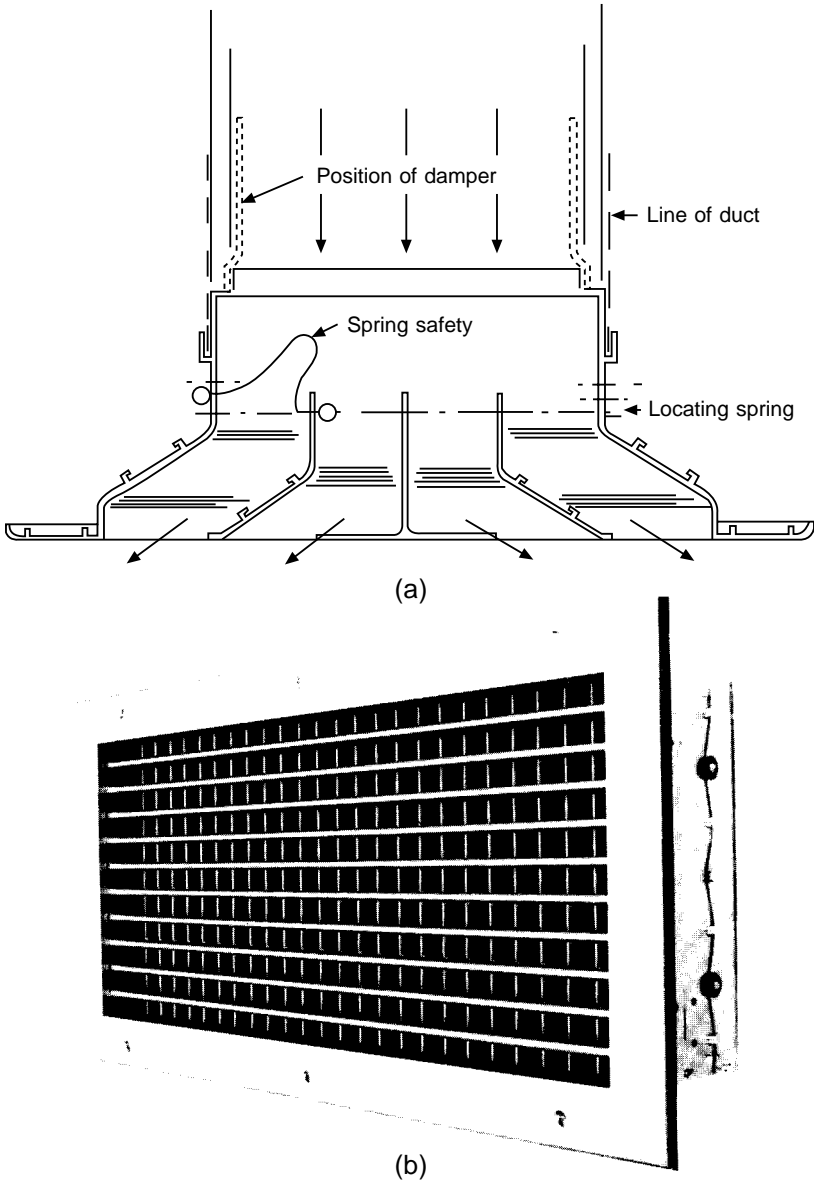 Position of damper
Line of duct
Spring safety
Locating spring
(a)
(b)